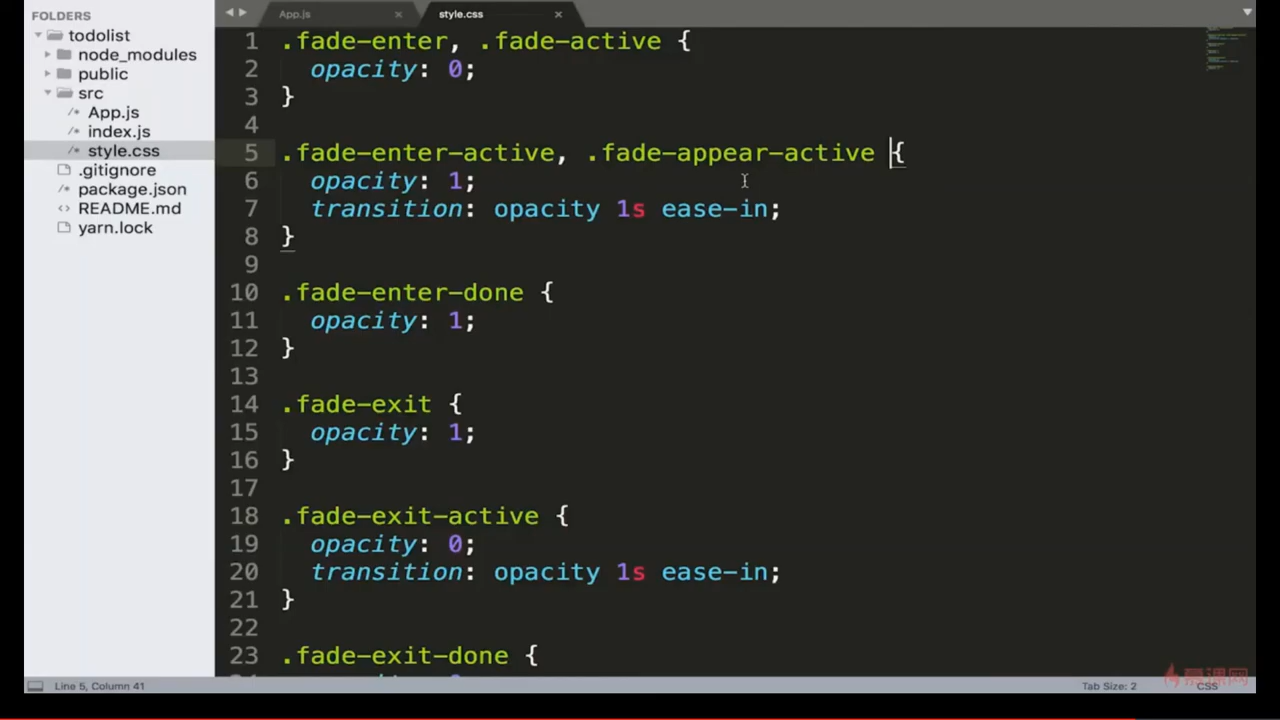 FOLDERS
todolist
node_modules
public
src
App.js
index.js
style.css
.gitignore
package.json
README.md
yarn.lock
App.js
style.css
1 .fade-enter, .fade-active {
2 opacity: 0;
3 }
4
5 .fade-enter-active, .fade-appear-active {
6 opacity: 1;
7 transition: opacity 1s ease-in;
8 }
9
10 .fade-enter-done {
11 opacity: 1;
12 }
13
14 .fade-exit {
15 opacity: 1;
16 }
17
18 .fade-exit-active {
19 opacity: 0;
20 transition: opacity 1s ease-in;
21 }
22
23 .fade-exit-done {
Line 5, Column 41
Tab Size: 2
CSS
慕课网